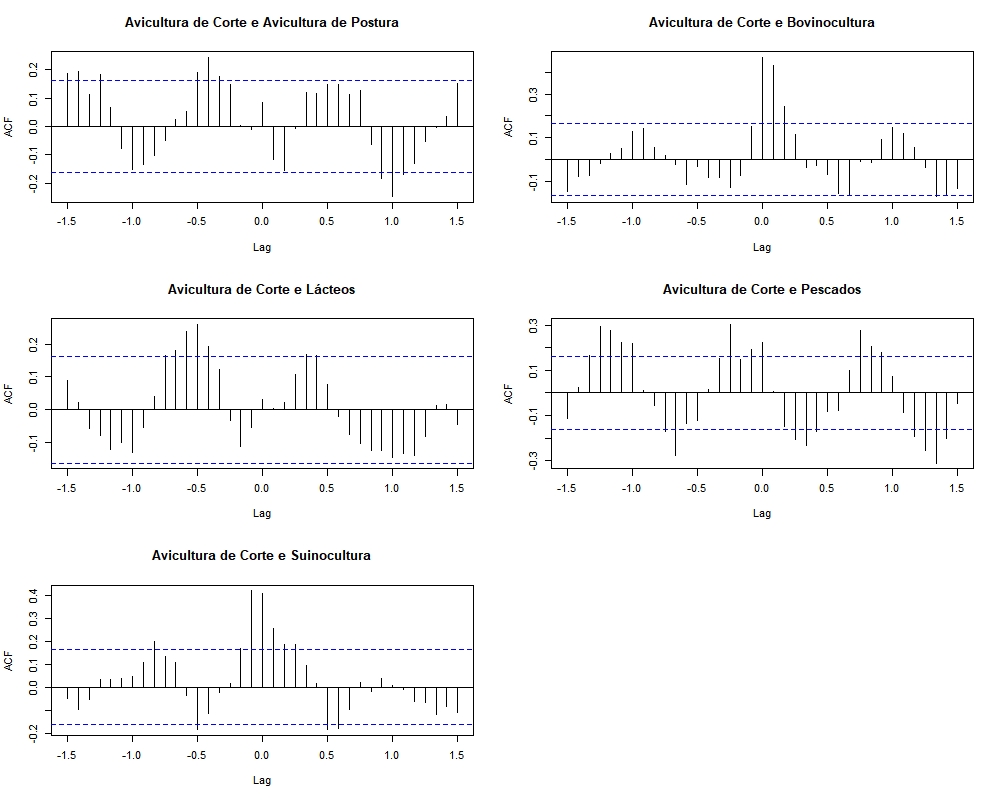 Avicultura de Corte e Avicultura de Postura
ACF
0.2
0.1
0.0
-0.1
-0.2
-1.5 -1.0 -0.5 0.0 0.5 1.0 1.5
Lag
Avicultura de Corte e Bovinocultura
ACF
0.3
0.1
-0.1
-1.5 -1.0 -0.5 0.0 0.5 1.0 1.5
Lag
Avicultura de Corte e Lácteos
ACF
0.2
0.1
0.0
-0.1
-1.5 -1.0 -0.5 0.0 0.5 1.0 1.5
Lag
Avicultura de Corte e Pescados
ACF
0.3
0.1
-0.1
-0.3
-1.5 -1.0 -0.5 0.0 0.5 1.0 1.5
Lag
Avicultura de Corte e Suinocultura
ACF
0.4
0.3
0.2
0.1
0.0
-0.2
-1.5 -1.0 -0.5 0.0 0.5 1.0 1.5
Lag